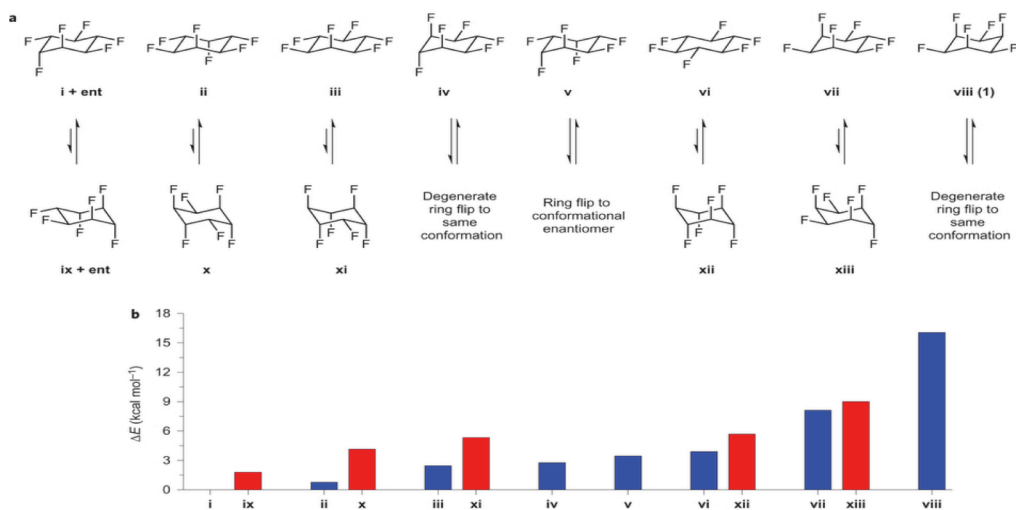 a
F F F F
F F F F F F F F F F F F F
F F F F F F F F F F F F F
F F F F F F F F F F F F
F F F
F F F
i + ent
ii
iii
iv
v
vi
vii
viii (1)
F F F F F F F F F
F F F F F F F F
F F F F F F
F F F F F F F
Degenerate
ring flip to
same
conformation
Ring flip to
conformational
enantiomer
Degenerate
ring flip to
same
conformation
ix + ent
x
xi
xii
xiii
b
ΔE (kcal mol⁻¹)
18
15
12
9
6
3
0
i ix ii x iii xi iv v vi xii vii xiii viii